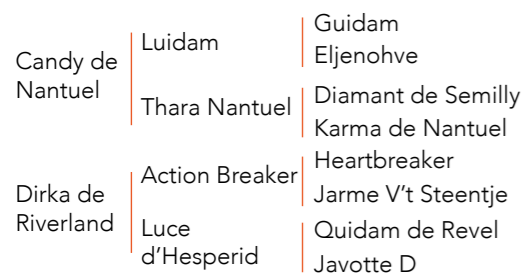 Candy de
Nantuel
Luidam
Guidam
Eljenohve
Thara Nantuel
Diamant de Semilly
Karma de Nantuel
Dirka de
Riverland
Action Breaker
Heartbreaker
Jarme V't Steentje
Luce
d'Hesperid
Quidam de Revel
Javotte D